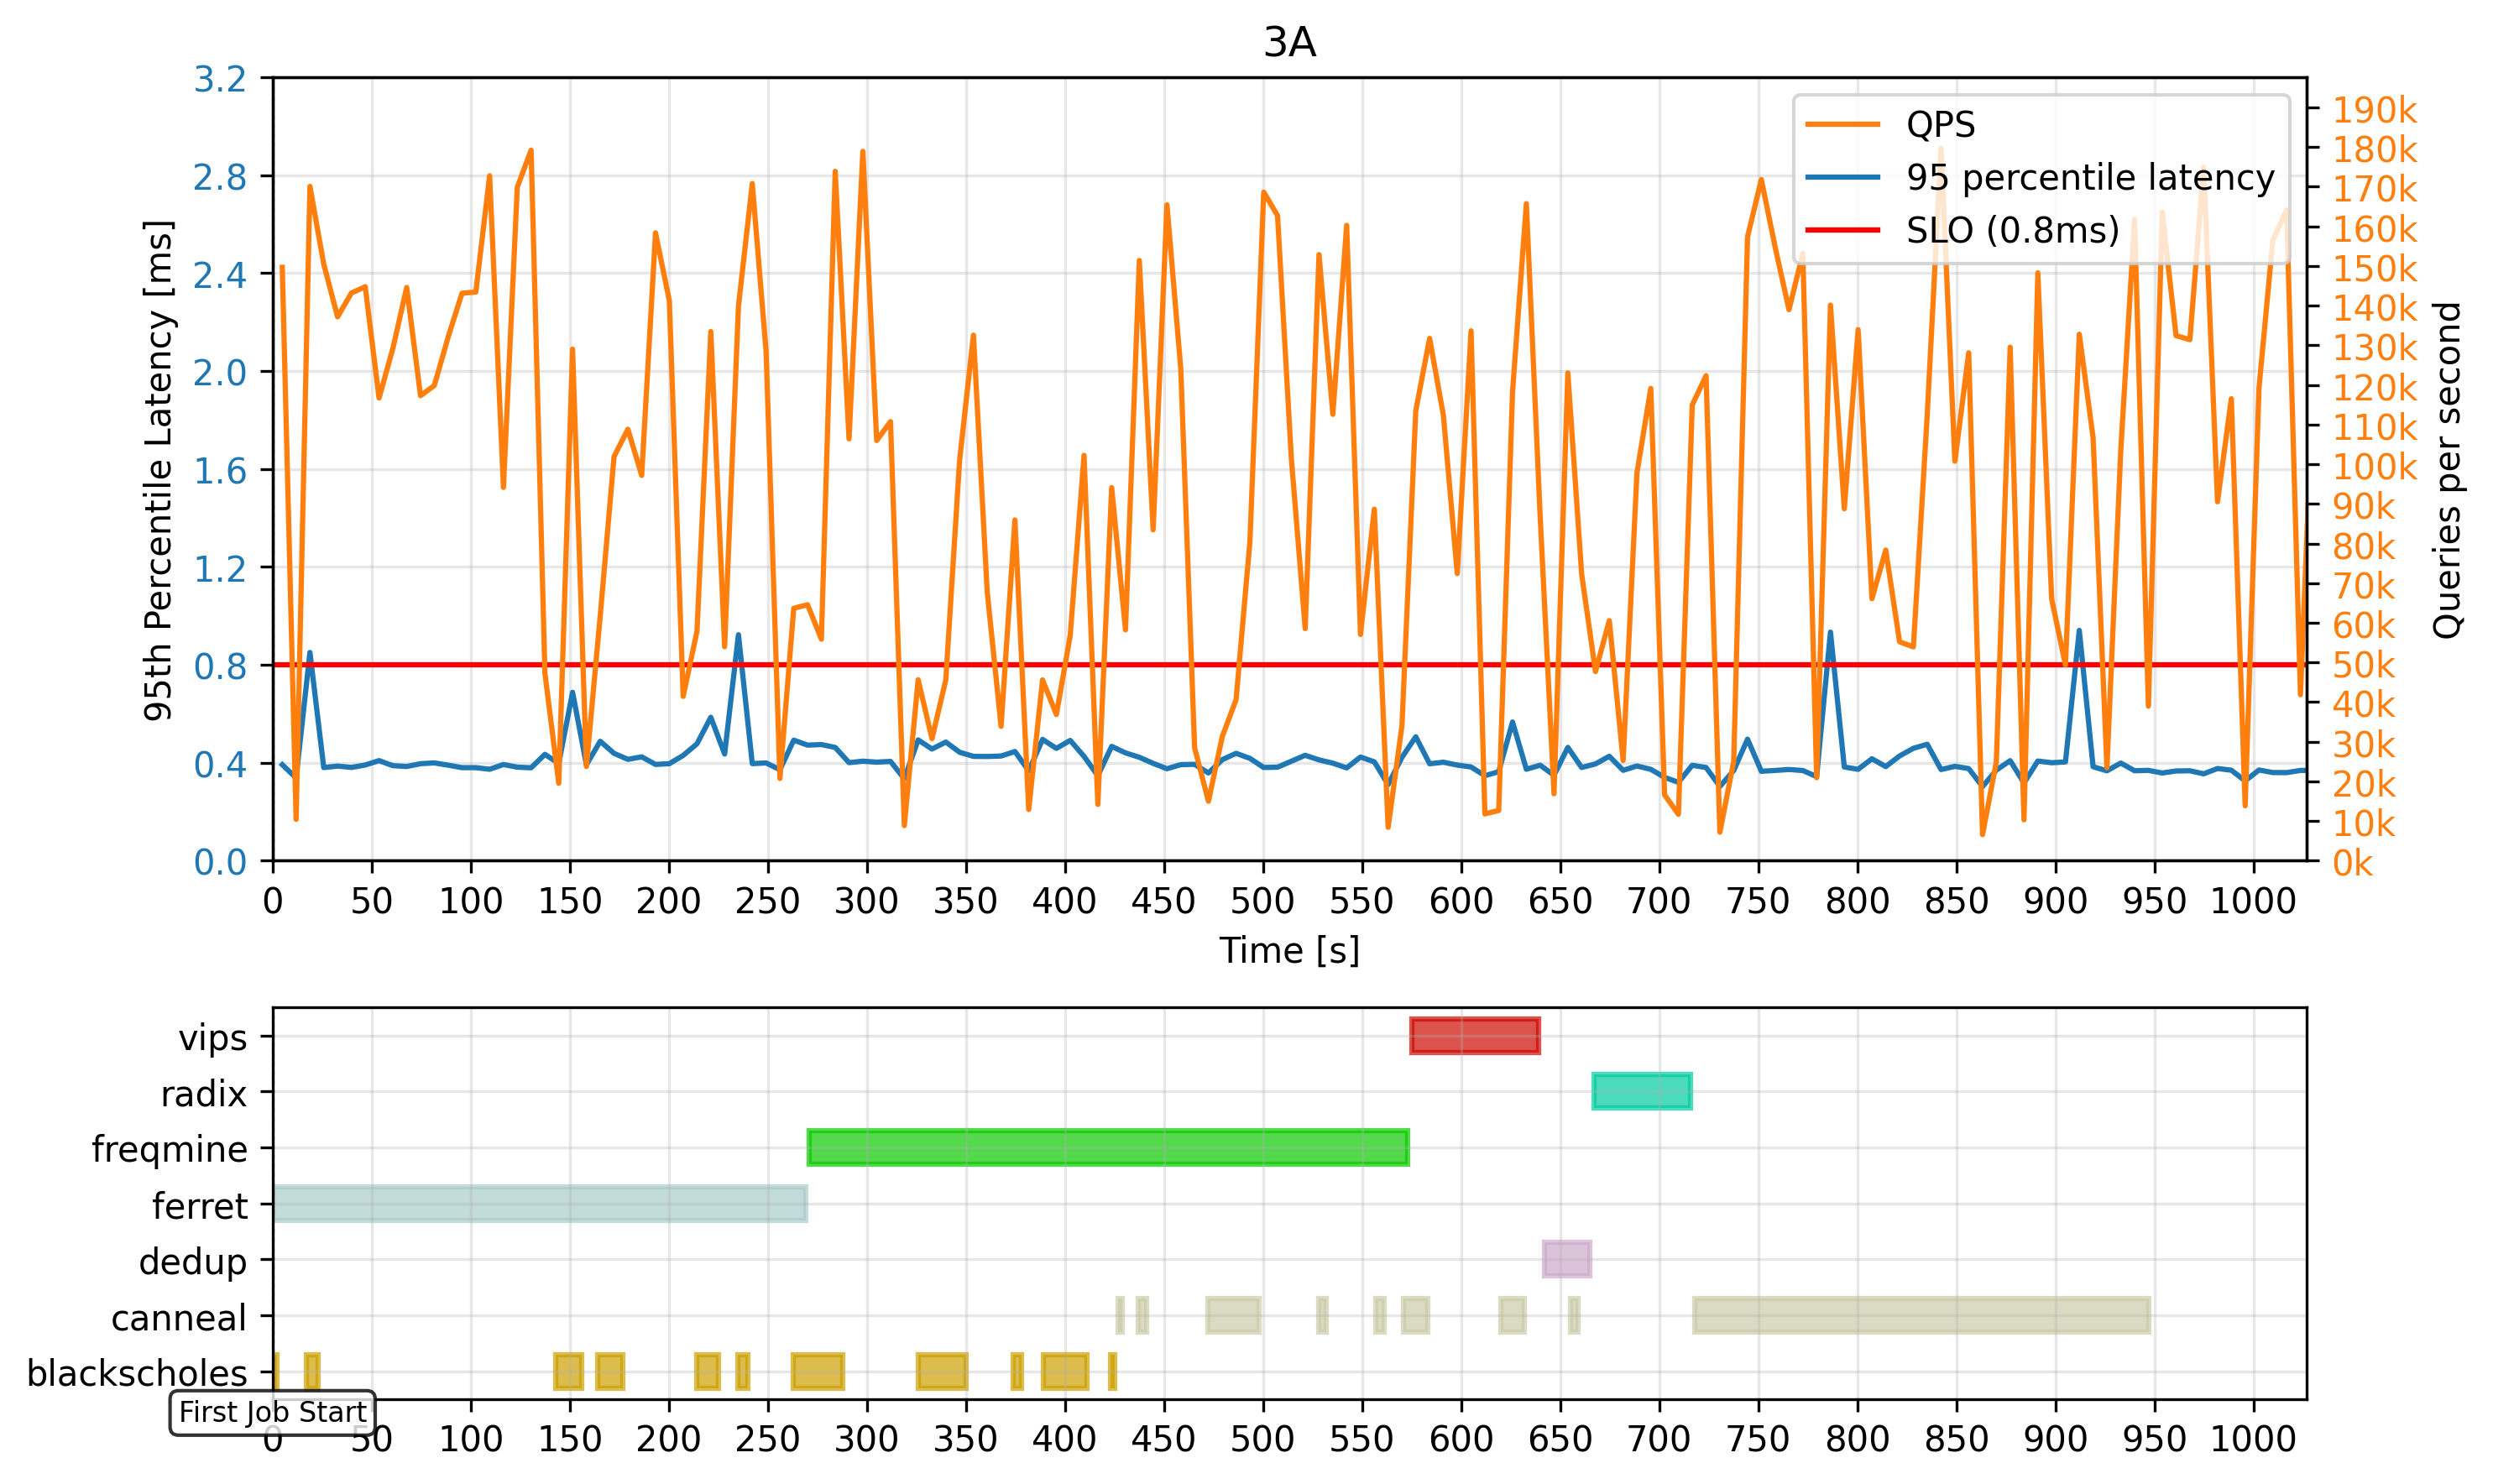 3A
3.2
2.8
2.4
2.0
1.6
1.2
0.8
0.4
0.0
95th Percentile Latency [ms]
QPS
95 percentile latency
SLO (0.8ms)
190k
180k
170k
160k
150k
140k
130k
120k
110k
100k
90k
80k
70k
60k
50k
40k
30k
20k
10k
0k
Queries per second
0 50 100 150 200 250 300 350 400 450 500 550 600 650 700 750 800 850 900 950 1000
Time [s]
vips
radix
freqmine
ferret
dedup
canneal
blackscholes
First Job Start
0 50 100 150 200 250 300 350 400 450 500 550 600 650 700 750 800 850 900 950 1000